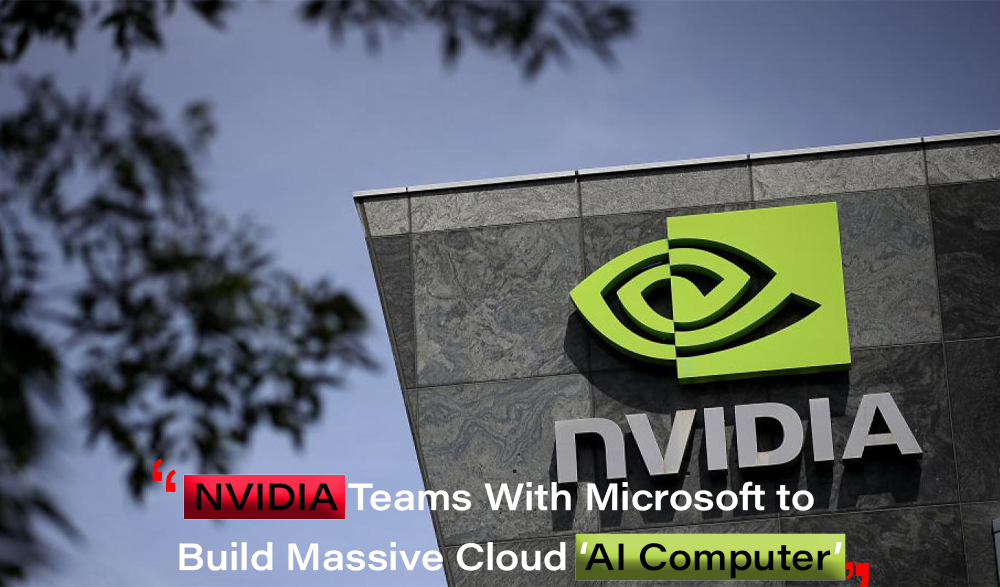 NVIDIA
“ NVIDIA Teams With Microsoft to
Build Massive Cloud ‘AI Computer’ ”